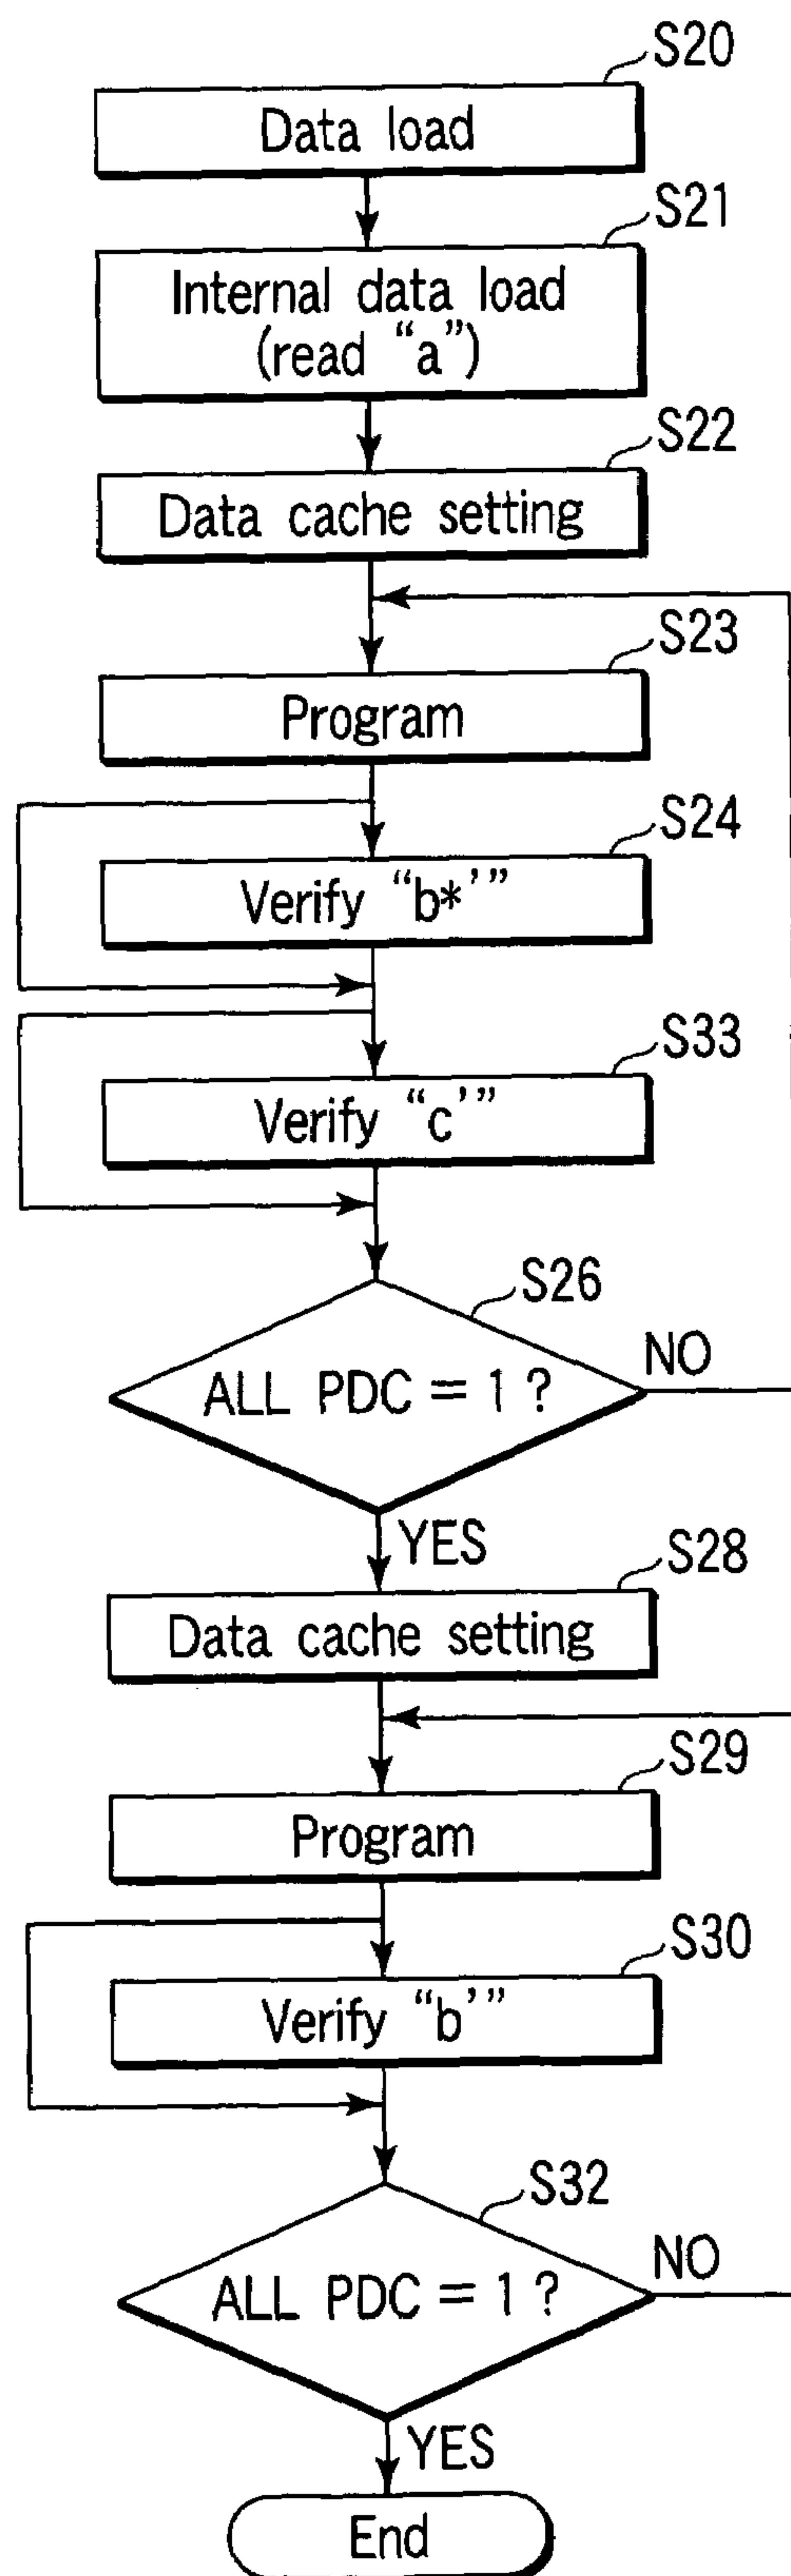 S20
Data load
S21
Internal data load
(read “a”)
S22
Data cache setting
S23
Program
S24
Verify “b*’”
S33
Verify “c’”
S26
ALL PDC = 1 ?
NO
YES
S28
Data cache setting
S29
Program
S30
Verify “b’”
S32
ALL PDC = 1 ?
NO
YES
End